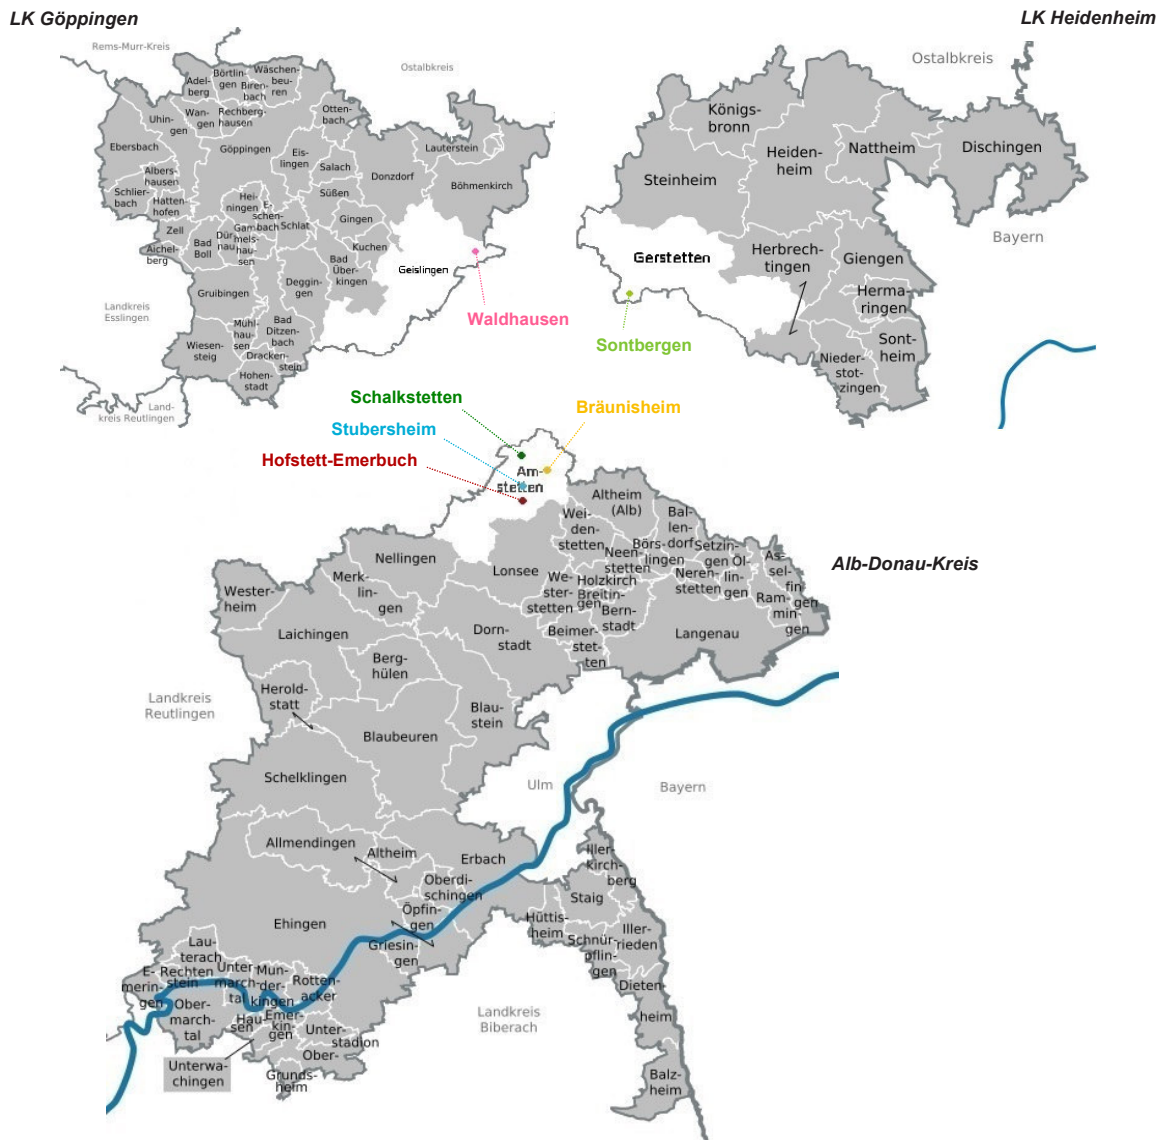 LK Göppingen
LK Heidenheim
Rems-Murr-Kreis
Ostalbkreis
Adel-
berg
Börtlin-
gen
Wäschen-
beu-
ren
Biren-
bach
Uhin-
gen
Wan-
gen
Rechberg-
hausen
Otten-
bach
Ebersbach
Göppingen
Eis-
lingen
Salach
Lauterstein
Donzdorf
Böhmenkirch
Albers-
hausen
Schlier-
bach
Hatten-
hofen
Hei-
ningen
E-
schen-
bach
Süßen
Gingen
Schlat
Zell
Aichel-
berg
Bad
Boll
Dür-
nau
Gam-
mels-
hau-
sen
Kuchen
Bad
Über-
kingen
Geislingen
Deggin-
gen
Gruibingen
Landkreis
Esslingen
Mühl-
hau-
sen
Bad
Ditzen-
bach
Wiesen-
steig
Dracken-
stein
Hohen-
stadt
Land-
kreis Reutlingen
Waldhausen
Ostalbkreis
Königs-
bronn
Heiden-
heim
Nattheim
Dischingen
Steinheim
Bayern
Gerstetten
Herbrech-
tingen
Giengen
Herma-
ringen
Sont-
heim
Nieder-
stot-
zingen
Sontbergen
Schalkstetten
Bräunisheim
Stubersheim
Hofstett-Emerbuch
Am-
stetten
Alb-Donau-Kreis
Altheim
(Alb)
Wei-
den-
stetten
Bal-
len-
dorf
Börs-
lingen
Setzin-
gen
Öl-
lin-
gen
As-
sel-
fin-
gen
Neen-
stetten
Neren-
stetten
Ram-
min-
gen
Nellingen
Lonsee
We-
ster-
stetten
Holzkirch
Breitin-
gen
Bern-
stadt
Merk-
lin-
gen
Wester-
heim
Laichingen
Dorn-
stadt
Beimer-
stet-
ten
Langenau
Berg-
hülen
Herold-
statt
Landkreis
Reutlingen
Blau-
stein
Blaubeuren
Schelklingen
Ulm
Bayern
Allmendingen
Altheim
Erbach
Oberdi-
schingen
Öpfin-
gen
Ehingen
Griesin-
gen
Iller-
kirch-
berg
Staig
Hüttis-
heim
Schnür-
pflin-
gen
Iller-
rieden
Dieten-
heim
Balz-
heim
Lau-
terach
E-
merin-
gen
Rechten
stein
Unter
march-
tal
Mun-
der-
kingen
Rotten-
acker
Ober-
march-
tal
Hau-
sen
Emer-
kin-
gen
Unter-
stadion
Ober-
Unterwa-
chingen
Grunds-
heim
Landkreis
Biberach